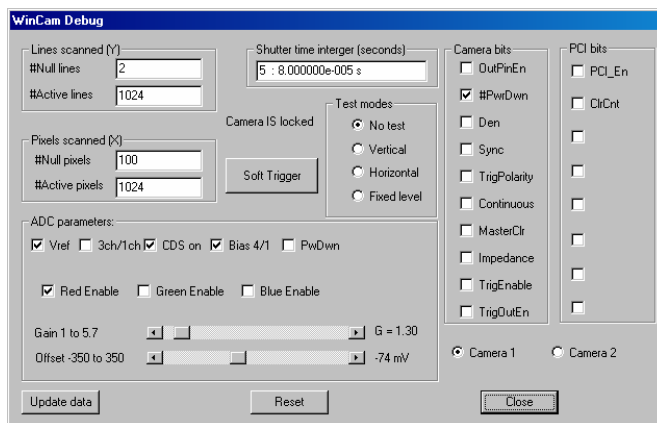 WinCam Debug
Lines scanned (Y)
#Null lines 2
#Active lines 1024
Shutter time interger (seconds)
5 : 8.000000e-005 s
Camera bits
OutPinEn
#PwrDwn
Den
Sync
TrigPolarity
Continuous
MasterClr
Impedance
TrigEnable
TrigOutEn
PCI bits
PCI_En
ClrCnt
Pixels scanned (X)
#Null pixels 100
#Active pixels 1024
Camera IS locked
Soft Trigger
Test modes
No test
Vertical
Horizontal
Fixed level
ADC parameters:
Vref 3ch/1ch CDS on Bias 4/1 PwDwn
Red Enable Green Enable Blue Enable
Gain 1 to 5.7 G = 1.30
Offset -350 to 350 -74 mV
Camera 1 Camera 2
Update data Reset Close